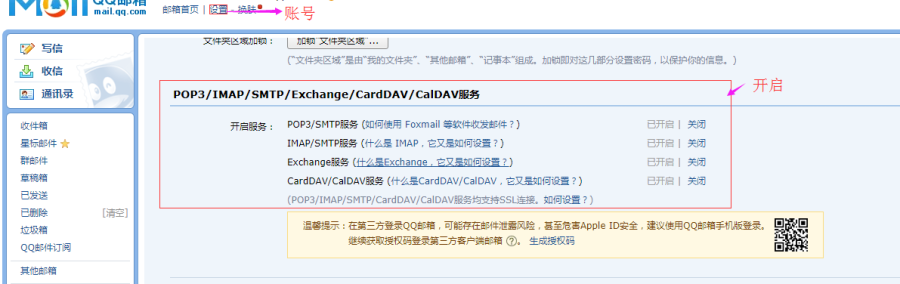 Mail QQ邮箱
mail.qq.com
邮箱首页 | 设置 - 换肤
账号
写信
收信
通讯录
收件箱
星标邮件
群邮件
草稿箱
已发送
已删除 [清空]
垃圾箱
QQ邮件订阅
其他邮箱
文件夹区域加锁： 加锁"文件夹区域"...
("文件夹区域"是由"我的文件夹"、"其他邮箱"、"记事本"组成。加锁即对这几部分设置密码，以保护你的信息。)
开启
POP3/IMAP/SMTP/Exchange/CardDAV/CalDAV服务
开启服务： POP3/SMTP服务 (如何使用 Foxmail 等软件收发邮件？) 已开启 | 关闭
IMAP/SMTP服务 (什么是 IMAP，它又是如何设置？) 已开启 | 关闭
Exchange服务 (什么是Exchange，它又是如何设置？) 已开启 | 关闭
CardDAV/CalDAV服务 (什么是CardDAV/CalDAV，它又是如何设置？) 已开启 | 关闭
(POP3/IMAP/SMTP/CardDAV/CalDAV服务均支持SSL连接。如何设置？)
温馨提示：在第三方登录QQ邮箱，可能存在邮件泄露风险，甚至危害Apple ID安全，建议使用QQ邮箱手机版登录。
继续获取授权码登录第三方客户端邮箱 ?。 生成授权码